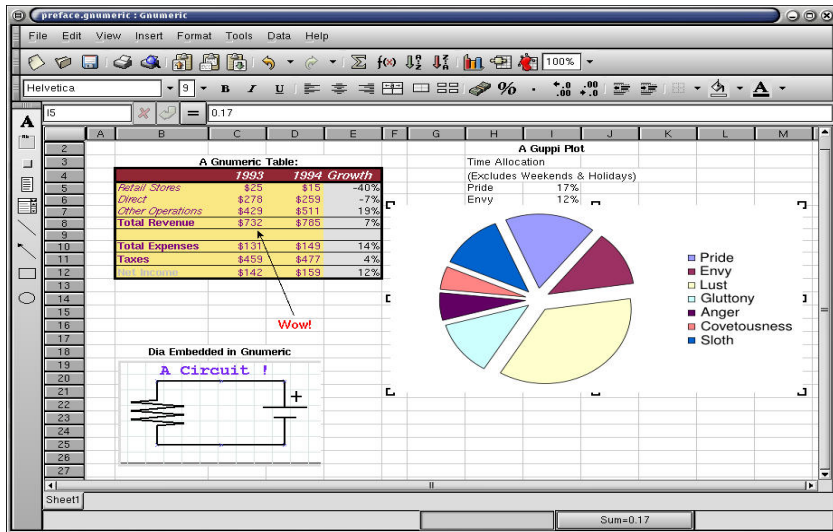 preface.gnumeric : Gnumeric
File Edit View Insert Format Tools Data Help
100%
Helvetica 9 B I U % .00 .00
I5 = 0.17
A B C D E F G H I J K L M
2 A Guppi Plot
3 A Gnumeric Table: Time Allocation
4 1993 1994 Growth (Excludes Weekends & Holidays)
5 Retail Stores $25 $15 -40% Pride 17%
6 Direct $278 $259 -7% Envy 12%
7 Other Operations $429 $511 19%
8 Total Revenue $732 $785 7%
9
10 Total Expenses $131 $149 14%
11 Taxes $459 $477 4%
12 Net Income $142 $159 12%
13
14
15
16 Wow!
17
18 Dia Embedded in Gnumeric
19
20 A Circuit !
21
22 +
23
24
25
26
27
Pride
Envy
Lust
Gluttony
Anger
Covetousness
Sloth
Sheet1
Sum=0.17